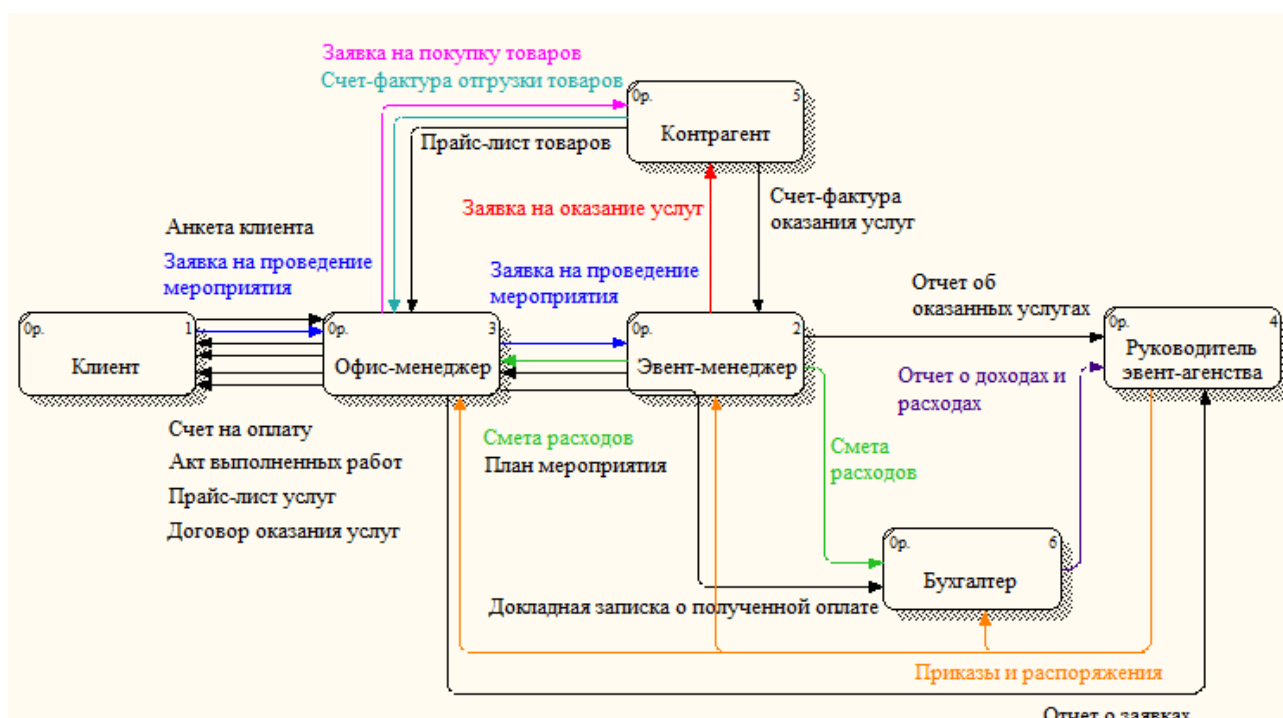 Заявка на покупку товаров
Счет-фактура отгрузки товаров
0р. 5
Контрагент
Прайс-лист товаров
Заявка на оказание услуг
Счет-фактура
оказания услуг
Анкета клиента
Заявка на проведение
мероприятия
Заявка на проведение
мероприятия
Отчет об
оказанных услугах
0р. 1
Клиент
0р. 3
Офис-менеджер
0р. 2
Эвент-менеджер
0р. 4
Руководитель
эвент-агенства
Отчет о доходах и
расходах
Счет на оплату
Акт выполненных работ
Прайс-лист услуг
Договор оказания услуг
Смета расходов
План мероприятия
Смета
расходов
0р. 6
Бухгалтер
Докладная записка о полученной оплате
Приказы и распоряжения
Отчет о заявках